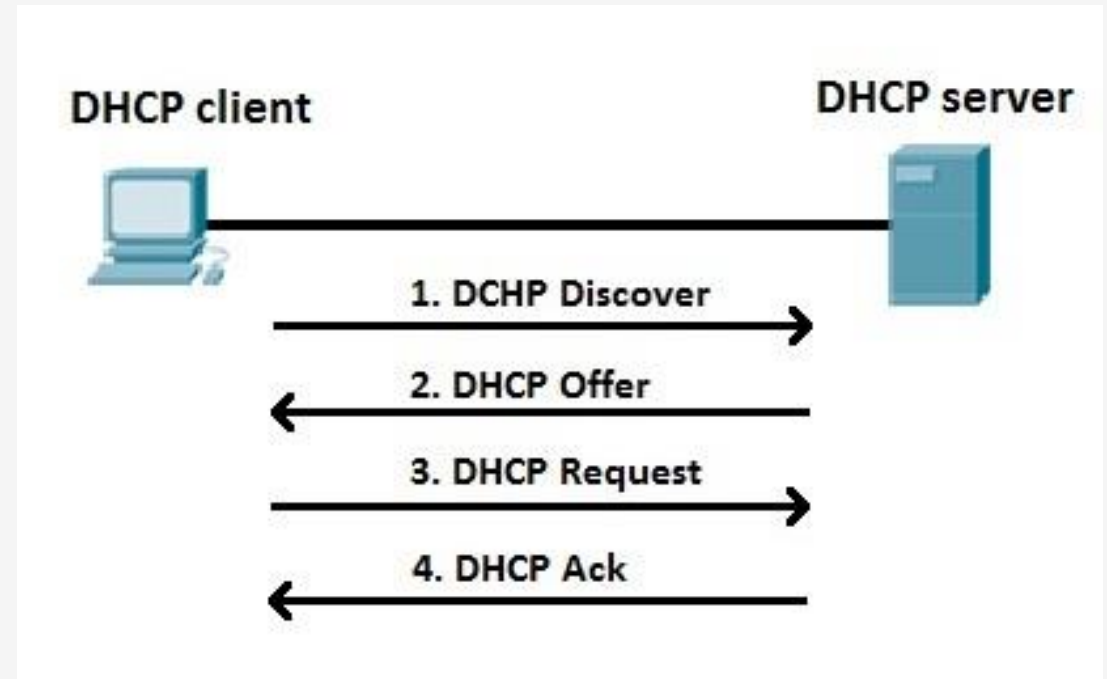 DHCP client
DHCP server
1. DCHP Discover
2. DHCP Offer
3. DHCP Request
4. DHCP Ack